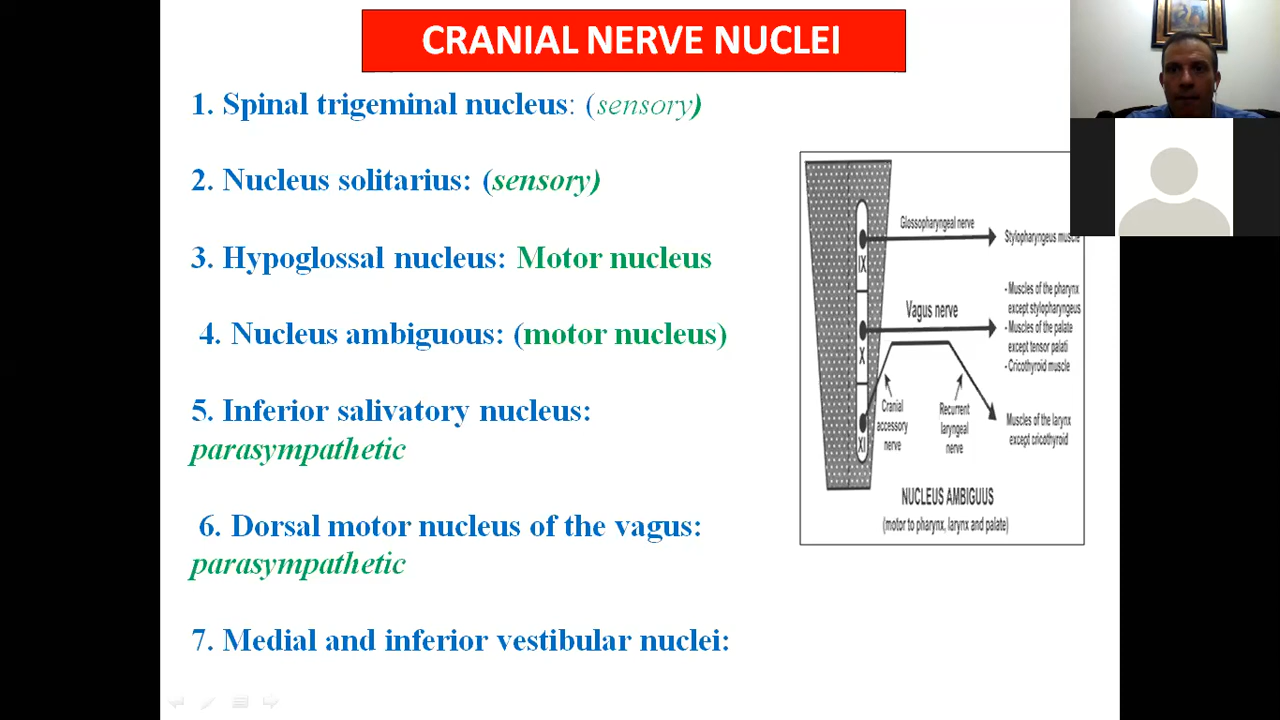 CRANIAL NERVE NUCLEI
1. Spinal trigeminal nucleus: (sensory)
2. Nucleus solitarius: (sensory)
3. Hypoglossal nucleus: Motor nucleus
4. Nucleus ambiguous: (motor nucleus)
5. Inferior salivatory nucleus:
parasympathetic
6. Dorsal motor nucleus of the vagus:
parasympathetic
7. Medial and inferior vestibular nuclei:
Glossopharyngeal nerve
Stylopharyngeus muscle
IX
- Muscles of the pharynx
except stylopharyngeus
- Muscles of the palate
except tensor palati
- Cricothyroid muscle
Vagus nerve
X
Cranial
accessory
nerve
Recurrent
laryngeal
nerve
Muscles of the larynx
except cricothyroid
XI
NUCLEUS AMBIGUUS
(motor to pharynx, larynx and palate)